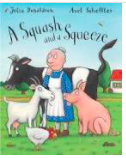 Julia Donaldson Axel Scheffler
A Squash
and a Squeeze